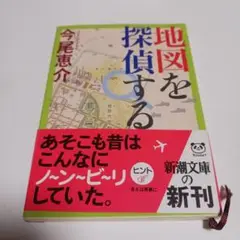 地図を
探偵する
今尾恵介
あそこも昔は
こんなに
ノ〜ン〜ビ〜リ
していた。
ヒント
新潮文庫
の
新刊